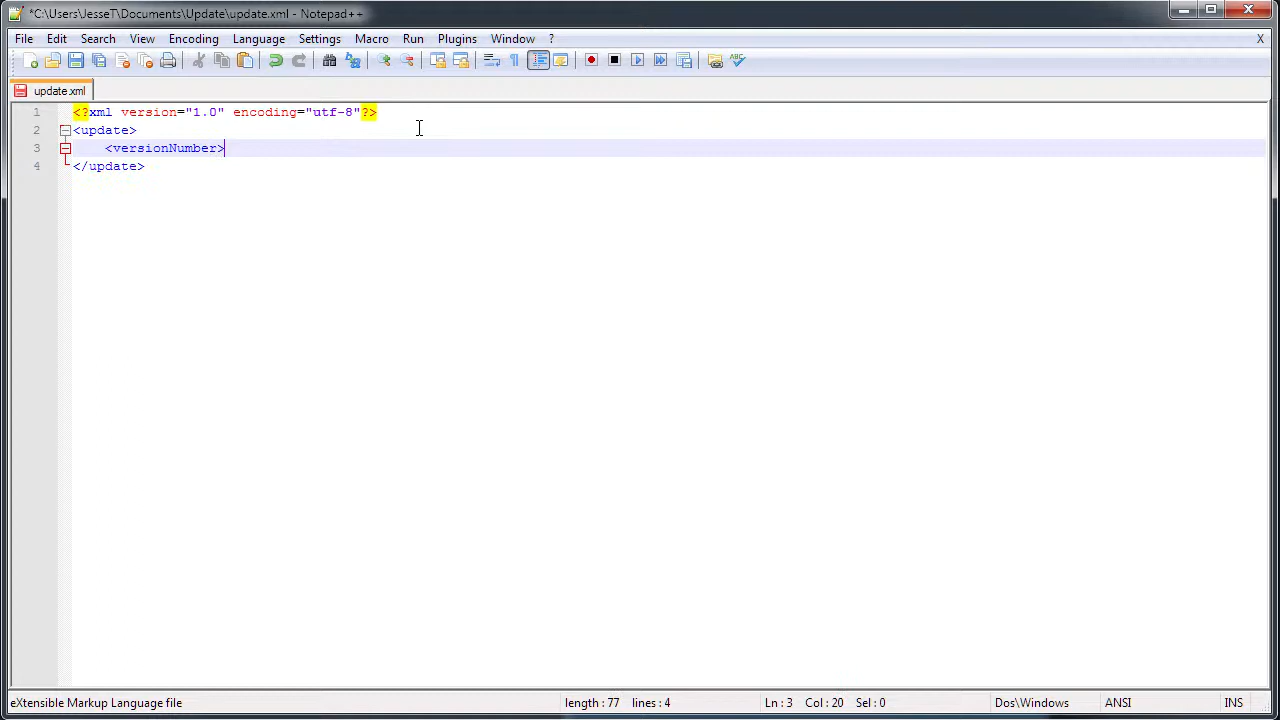 *C:\Users\JesseT\Documents\Update\update.xml - Notepad++
File Edit Search View Encoding Language Settings Macro Run Plugins Window ? X
update.xml
1 <?xml version="1.0" encoding="utf-8"?>
2 <update>
3 <versionNumber>
4 </update>
eXtensible Markup Language file length : 77 lines : 4 Ln : 3 Col : 20 Sel : 0 Dos\Windows ANSI INS